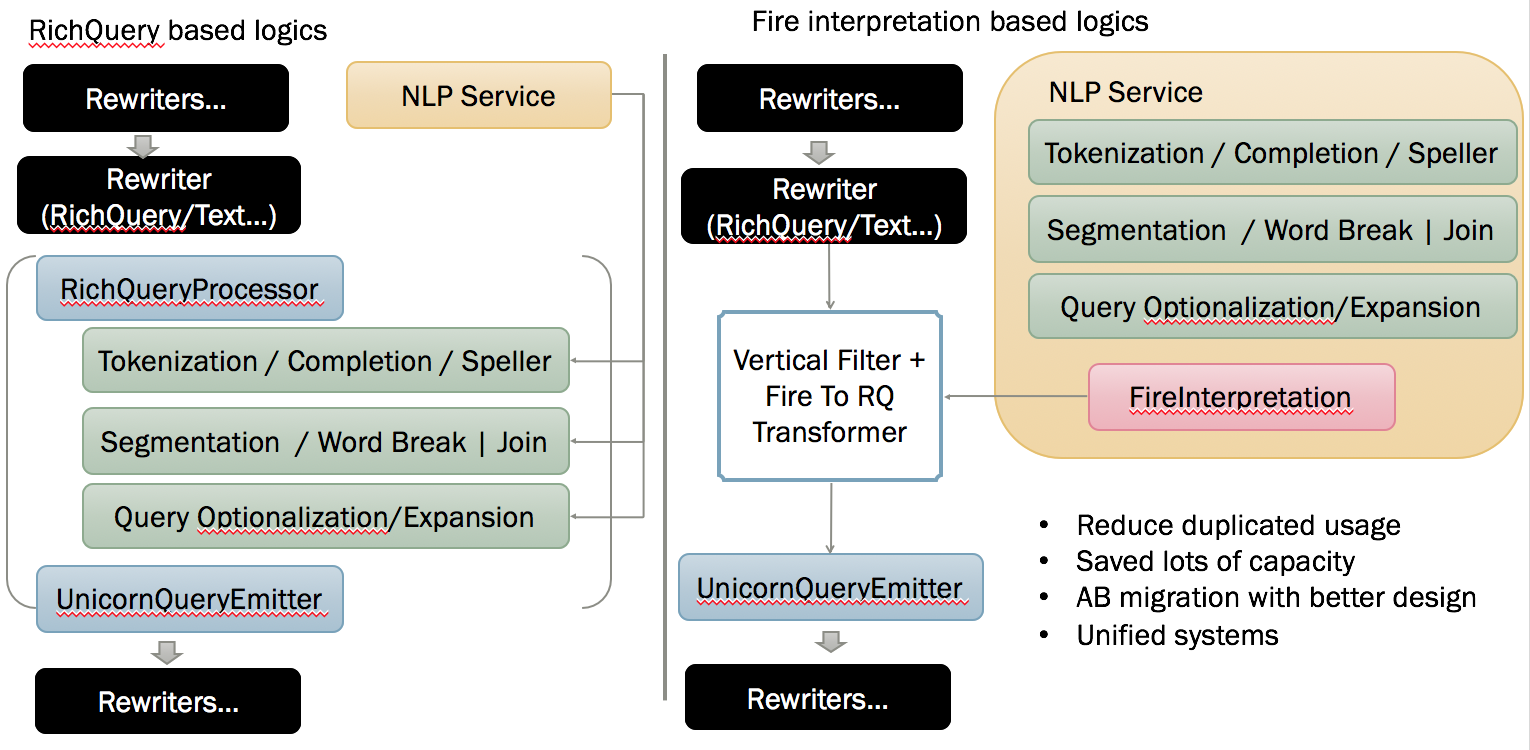 RichQuery based logics
Rewriters...
NLP Service
Rewriter
(RichQuery/Text...)
RichQueryProcessor
Tokenization / Completion / Speller
Segmentation / Word Break | Join
Query Optionalization/Expansion
UnicornQueryEmitter
Rewriters...
Fire interpretation based logics
Rewriters...
Rewriter
(RichQuery/Text...)
Vertical Filter +
Fire To RQ
Transformer
UnicornQueryEmitter
Rewriters...
NLP Service
Tokenization / Completion / Speller
Segmentation / Word Break | Join
Query Optionalization/Expansion
FireInterpretation
• Reduce duplicated usage
• Saved lots of capacity
• AB migration with better design
• Unified systems